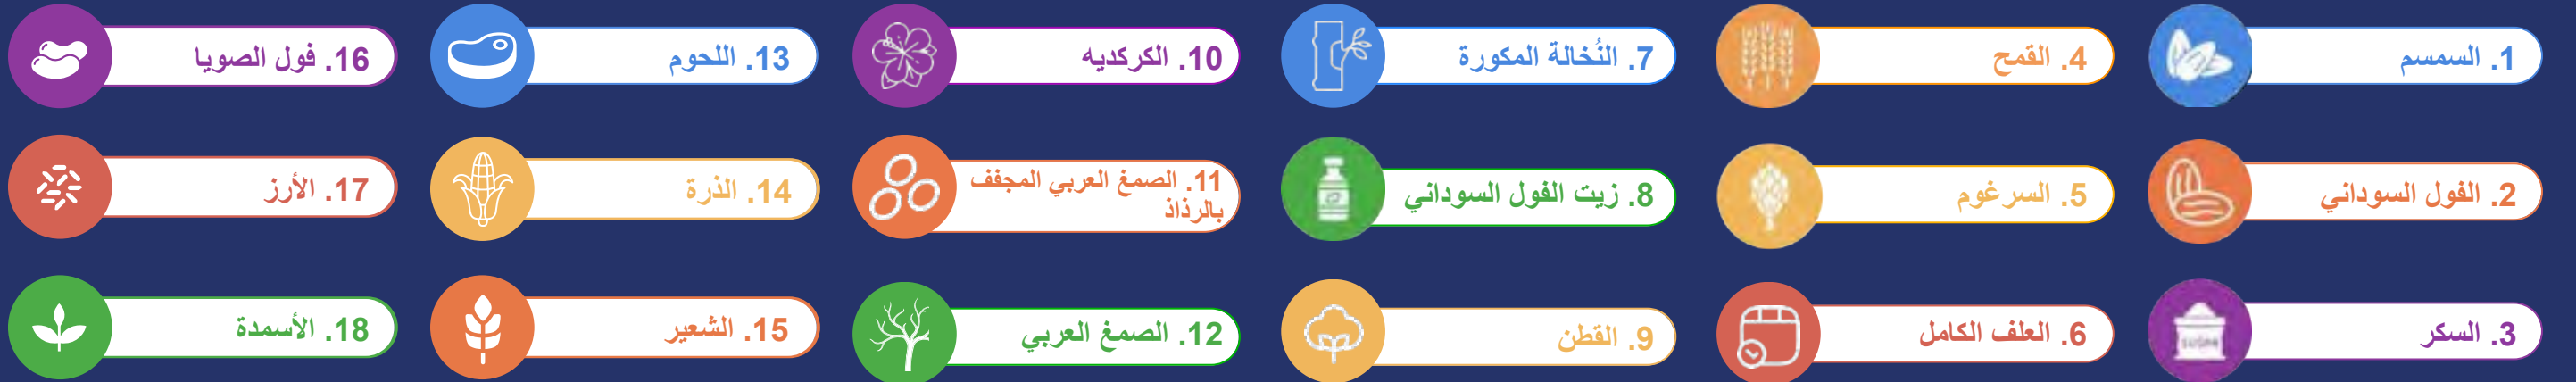 1. السمسم
2. الفول السوداني
3. السكر
4. القمح
5. السرغوم
6. العلف الكامل
7. النُخالة المكورة
8. زيت الفول السوداني
9. القطن
10. الكركديه
11. الصمغ العربي المجفف
بالرذاذ
12. الصمغ العربي
13. اللحوم
14. الذرة
15. الشعير
16. فول الصويا
17. الأرز
18. الأسمدة
SUGAR